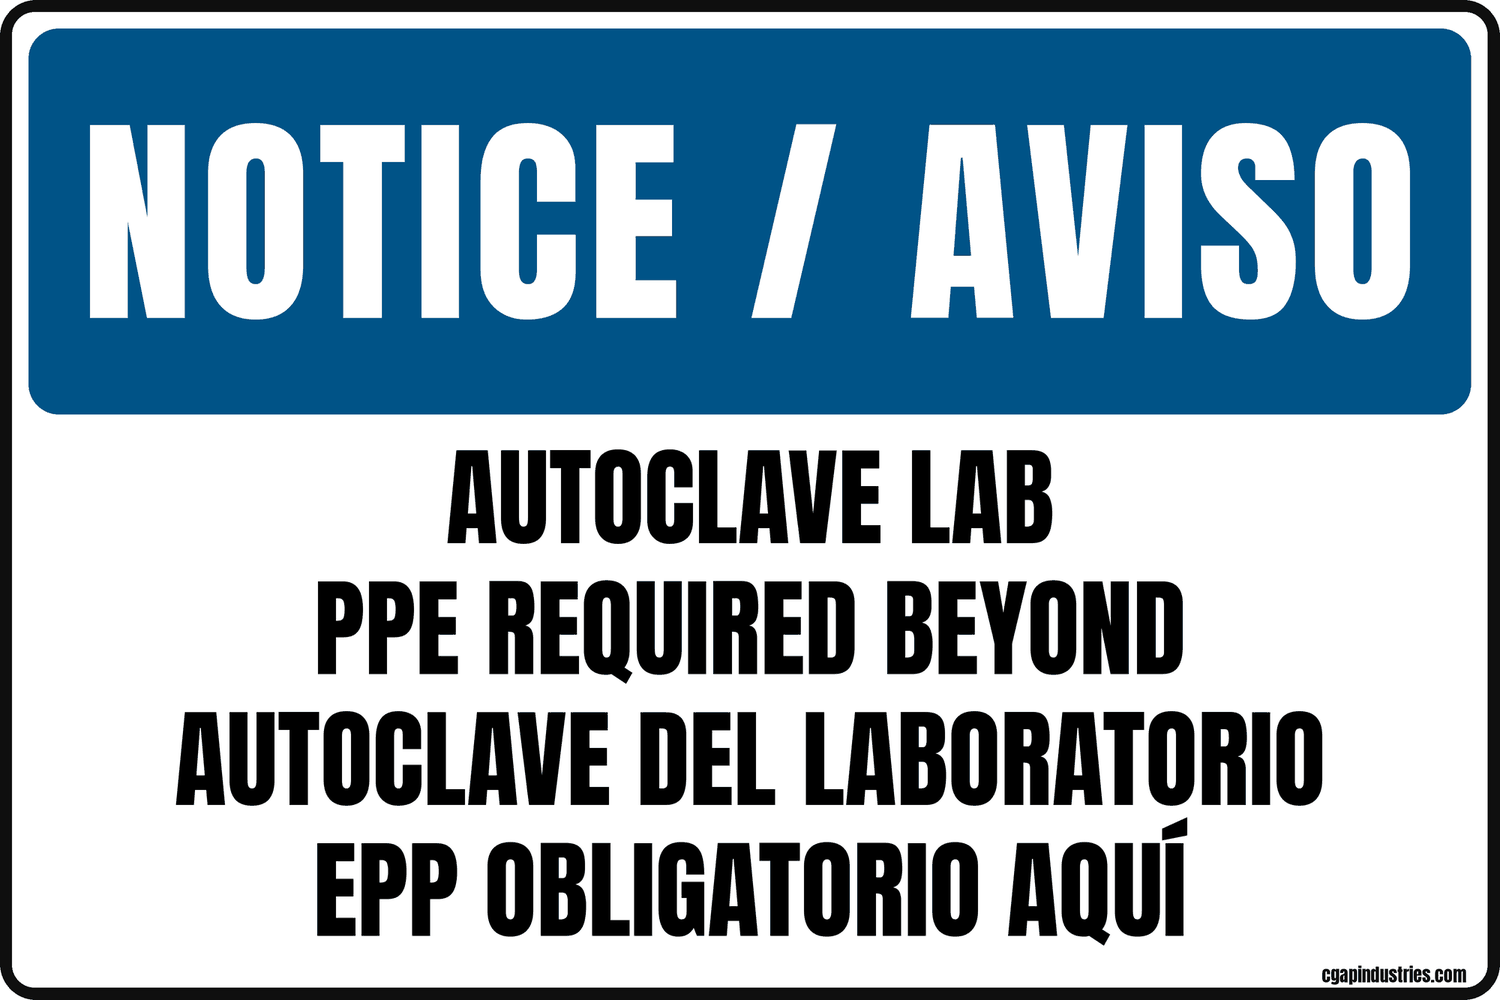 NOTICE / AVISO
AUTOCLAVE LAB
PPE REQUIRED BEYOND
AUTOCLAVE DEL LABORATORIO
EPP OBLIGATORIO AQUÍ
cgapindustries.com